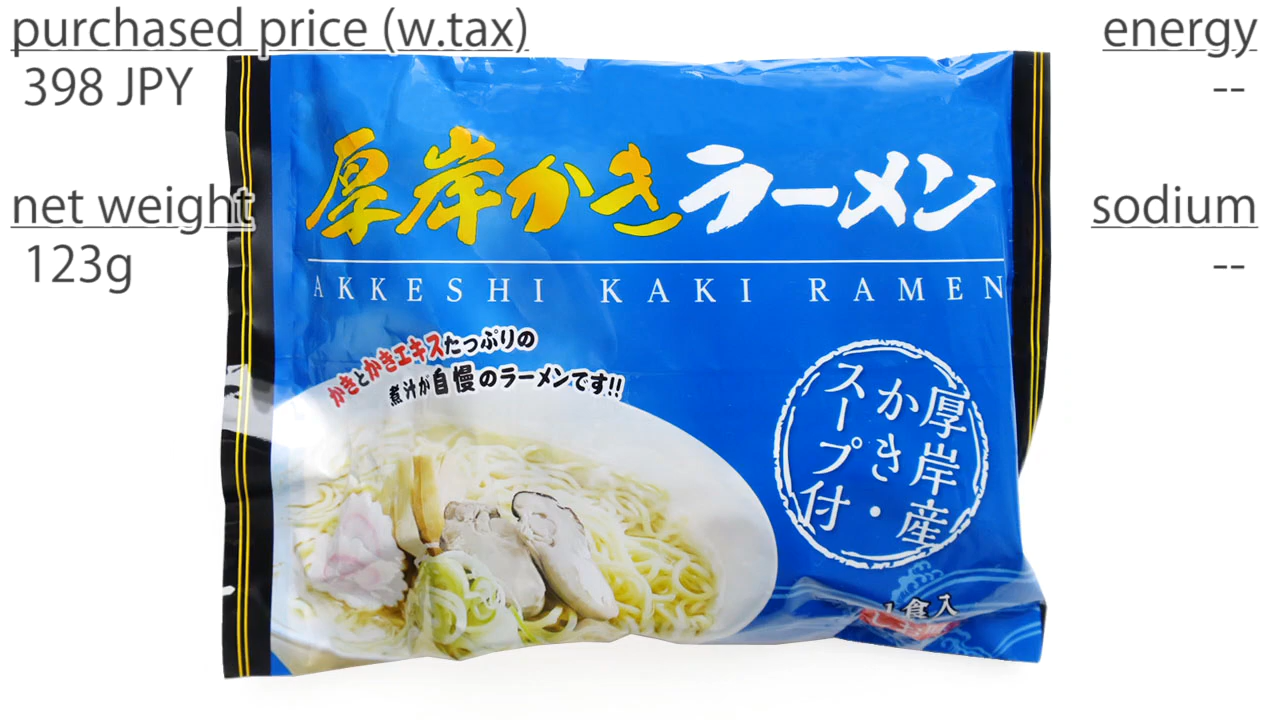 purchased price (w.tax)
398 JPY
energy
--
net weight
123g
sodium
--
厚岸かきラーメン
AKKESHI KAKI RAMEN
かきとかきエキスたっぷりの
煮汁が自慢のラーメンです!!
厚岸産
かき・
スープ付
1食入